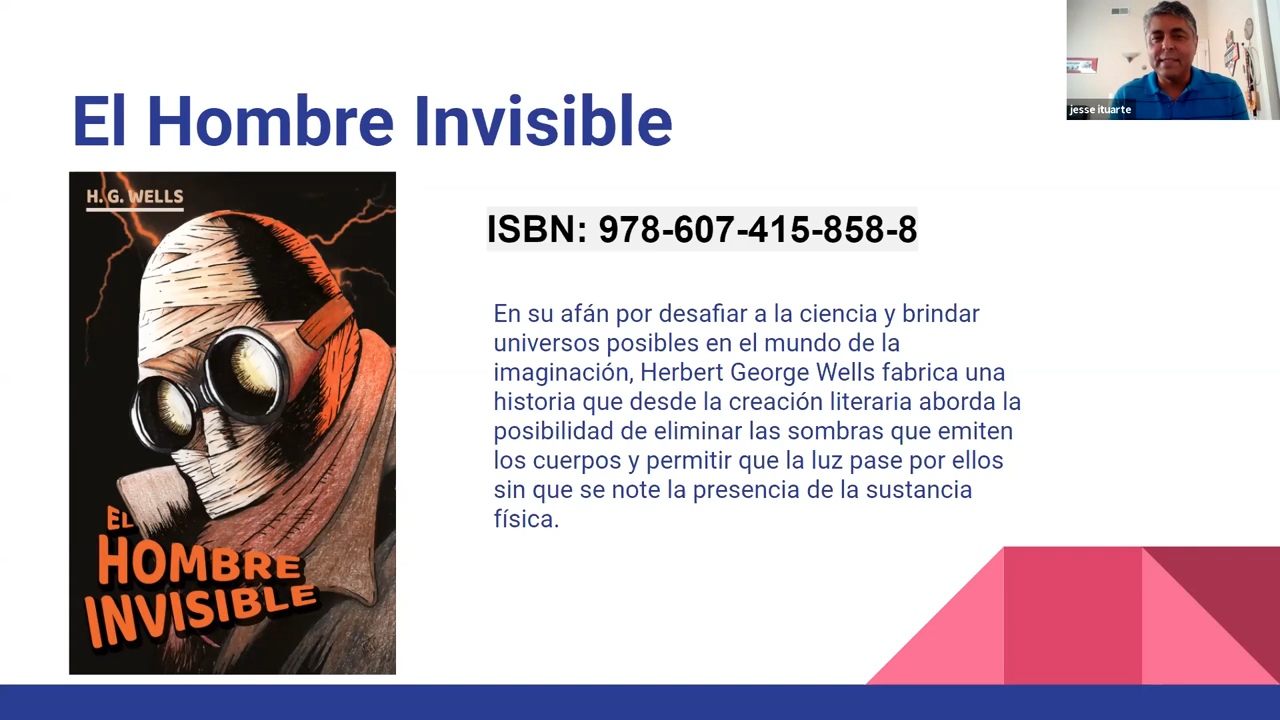 jesse ituarte
El Hombre Invisible
H. G. WELLS
EL
HOMBRE
INVISIBLE
ISBN: 978-607-415-858-8
En su afán por desafiar a la ciencia y brindar
universos posibles en el mundo de la
imaginación, Herbert George Wells fabrica una
historia que desde la creación literaria aborda la
posibilidad de eliminar las sombras que emiten
los cuerpos y permitir que la luz pase por ellos
sin que se note la presencia de la sustancia
física.